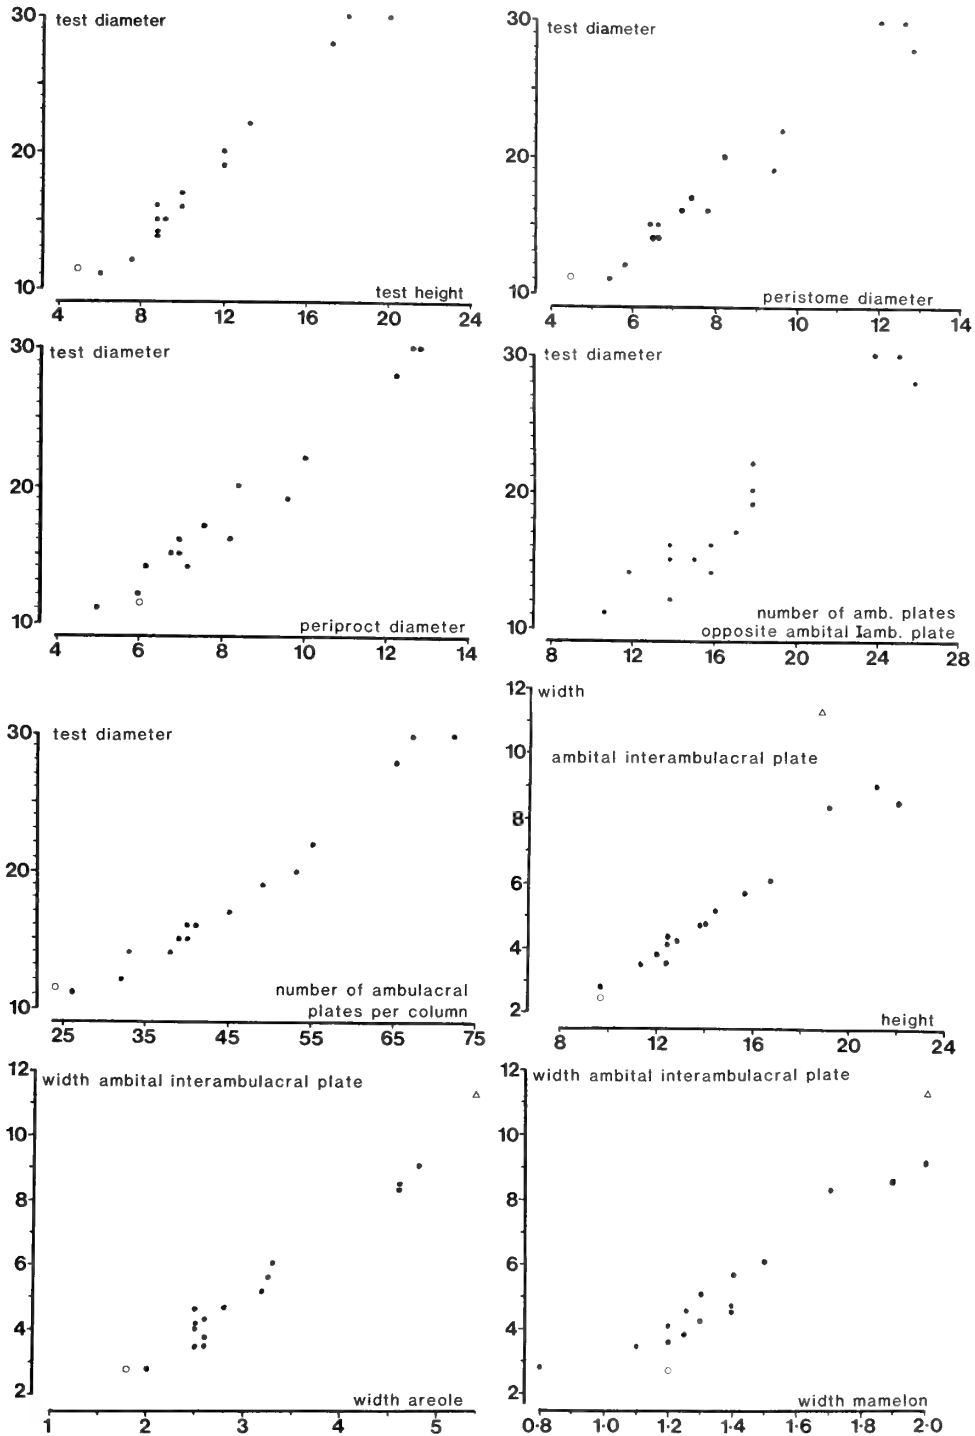 30
test diameter
20
10
test height
4 8 12 16 20 24
30
test diameter
20
10
peristome diameter
4 6 8 10 12 14
30
test diameter
20
10
periproct diameter
4 6 8 10 12 14
30
test diameter
20
10
number of amb. plates
opposite ambital Iamb. plate
8 12 16 20 24 28
30
test diameter
20
10
number of ambulacral
plates per column
25 35 45 55 65 75
12
width
10
ambital interambulacral plate
8
6
4
2
height
8 12 16 20 24
12
width ambital interambulacral plate
10
8
6
4
2
width areole
1 2 3 4 5
12
width ambital interambulacral plate
10
8
6
4
2
width mamelon
0·8 1·0 1·2 1·4 1·6 1·8 2·0